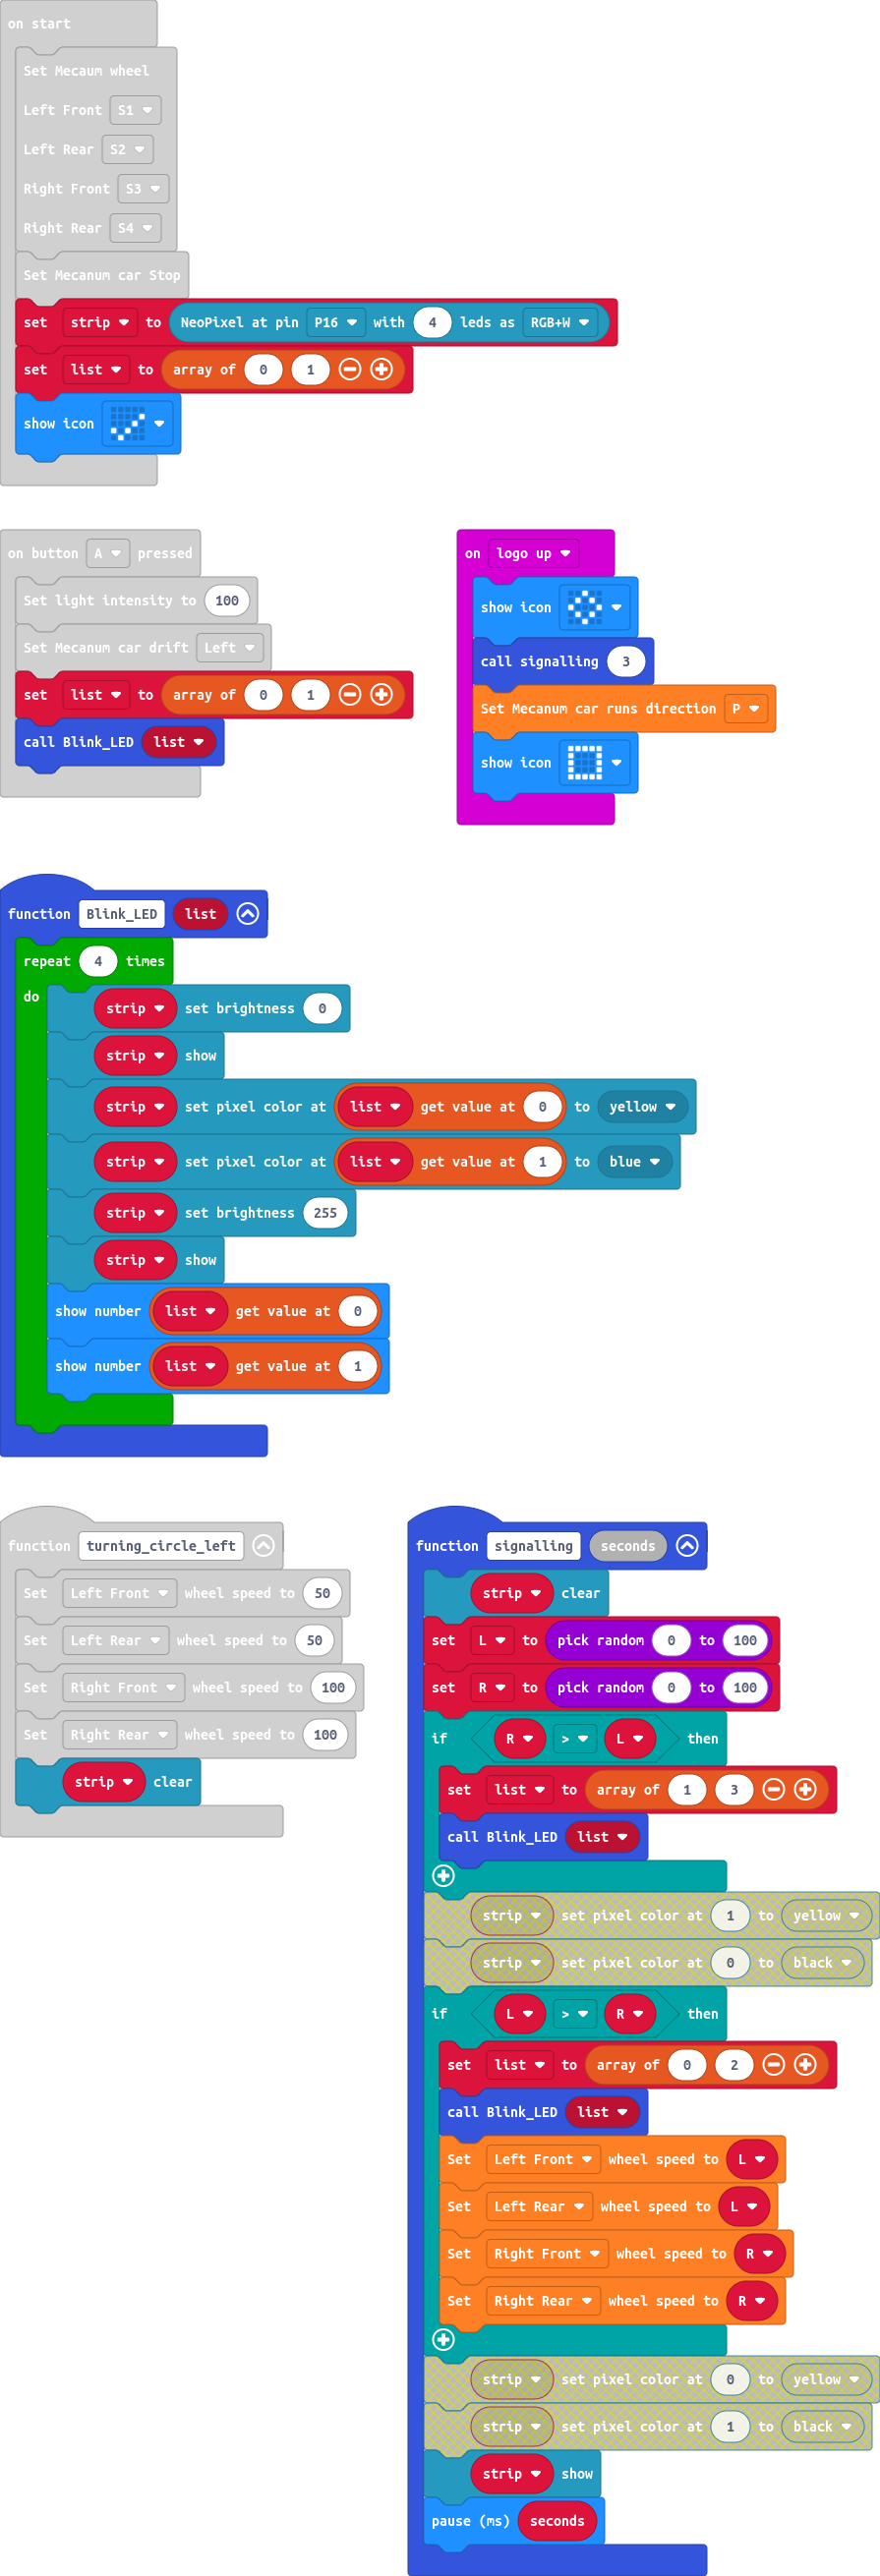 on start
Set Mecaum wheel
Left Front S1
Left Rear S2
Right Front S3
Right Rear S4
Set Mecanum car Stop
set strip to NeoPixel at pin P16 with 4 leds as RGB+W
set list to array of 0 1
show icon
on button A pressed
Set light intensity to 100
Set Mecanum car drift Left
set list to array of 0 1
call Blink_LED list
on logo up
show icon
call signalling 3
Set Mecanum car runs direction P
show icon
function Blink_LED list
repeat 4 times
do
strip set brightness 0
strip show
strip set pixel color at list get value at 0 to yellow
strip set pixel color at list get value at 1 to blue
strip set brightness 255
strip show
show number list get value at 0
show number list get value at 1
function turning_circle_left
Set Left Front wheel speed to 50
Set Left Rear wheel speed to 50
Set Right Front wheel speed to 100
Set Right Rear wheel speed to 100
strip clear
function signalling seconds
strip clear
set L to pick random 0 to 100
set R to pick random 0 to 100
if R > L then
set list to array of 1 3
call Blink_LED list
strip set pixel color at 1 to yellow
strip set pixel color at 0 to black
if L > R then
set list to array of 0 2
call Blink_LED list
Set Left Front wheel speed to L
Set Left Rear wheel speed to L
Set Right Front wheel speed to R
Set Right Rear wheel speed to R
strip set pixel color at 0 to yellow
strip set pixel color at 1 to black
strip show
pause (ms) seconds